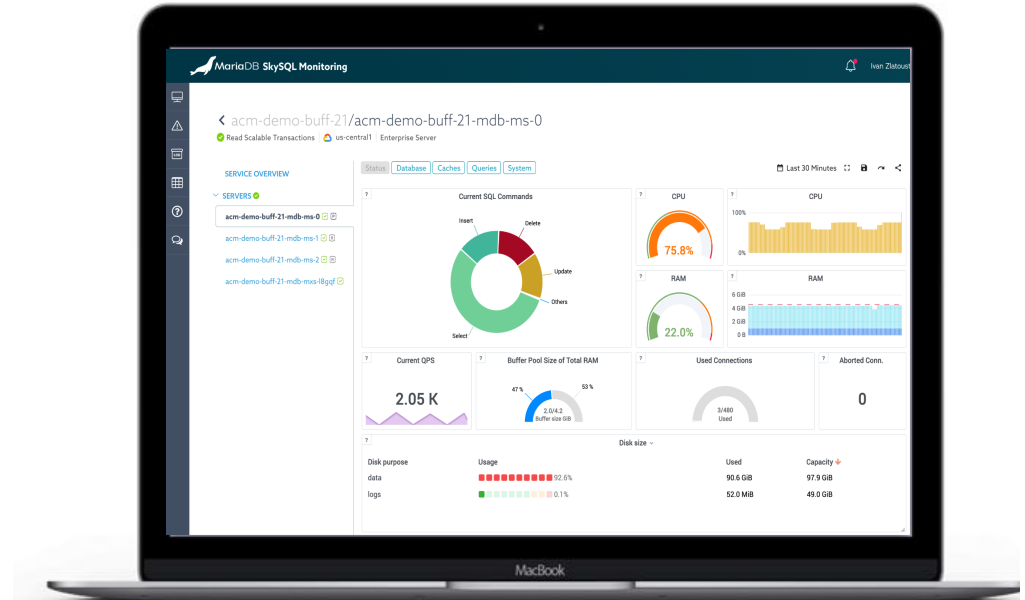 MariaDB SkySQL Monitoring
Ivan Zlatoust
acm-demo-buff-21/acm-demo-buff-21-mdb-ms-0
Read Scalable Transactions us-central1 Enterprise Server
SERVICE OVERVIEW
SERVERS
acm-demo-buff-21-mdb-ms-0
acm-demo-buff-21-mdb-ms-1
acm-demo-buff-21-mdb-ms-2
acm-demo-buff-21-mdb-mxs-l8gqf
Status Database Caches Queries System
Last 30 Minutes
? Current SQL Commands
Insert
Delete
Update
Others
Select
? CPU
75.8%
? CPU
100%
0%
? RAM
22.0%
? RAM
6 GiB
4 GiB
2 GiB
0 B
? Current QPS
2.05 K
? Buffer Pool Size of Total RAM
47 %
53 %
2.0/4.2
Buffer size GiB
? Used Connections
3/480
Used
? Aborted Conn.
0
? Disk size
Disk purpose Usage Used Capacity
data 92.6% 90.6 GiB 97.9 GiB
logs 0.1% 52.0 MiB 49.0 GiB
MacBook